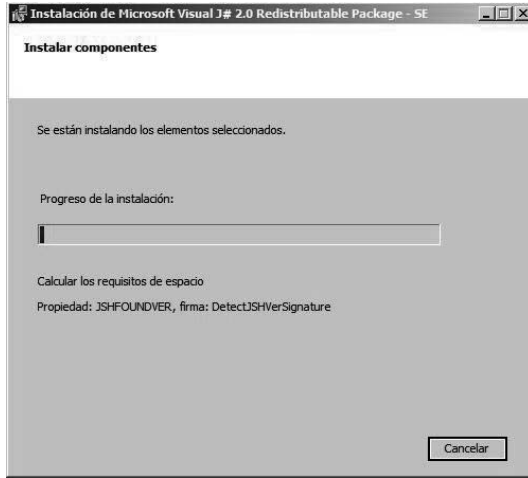 Instalación de Microsoft Visual J# 2.0 Redistributable Package - SE
Instalar componentes
Se están instalando los elementos seleccionados.
Progreso de la instalación:
Calcular los requisitos de espacio
Propiedad: JSHFOUNDVER, firma: DetectJSHVerSignature
Cancelar